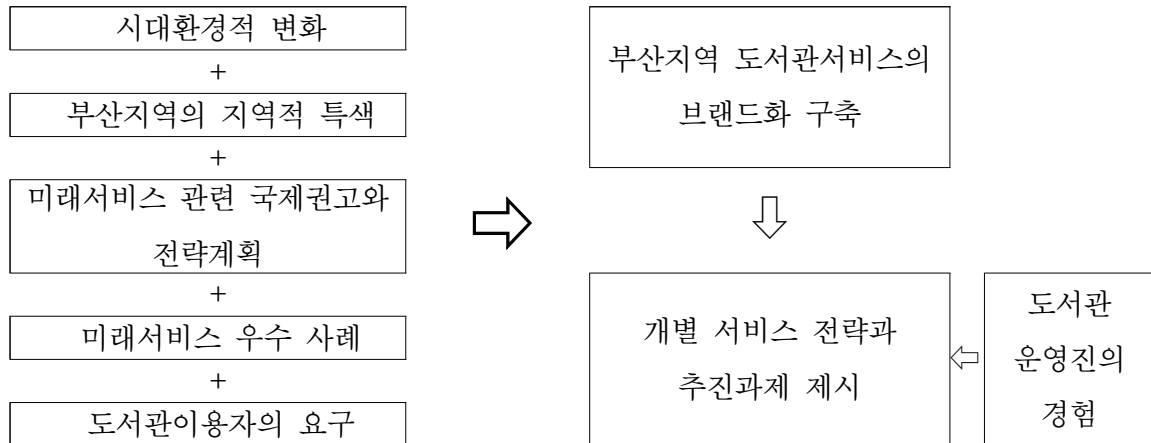 시대환경적 변화
+
부산지역의 지역적 특색
+
미래서비스 관련 국제권고와
전략계획
+
미래서비스 우수 사례
+
도서관이용자의 요구
부산지역 도서관서비스의
브랜드화 구축
개별 서비스 전략과
추진과제 제시
도서관
운영진의
경험